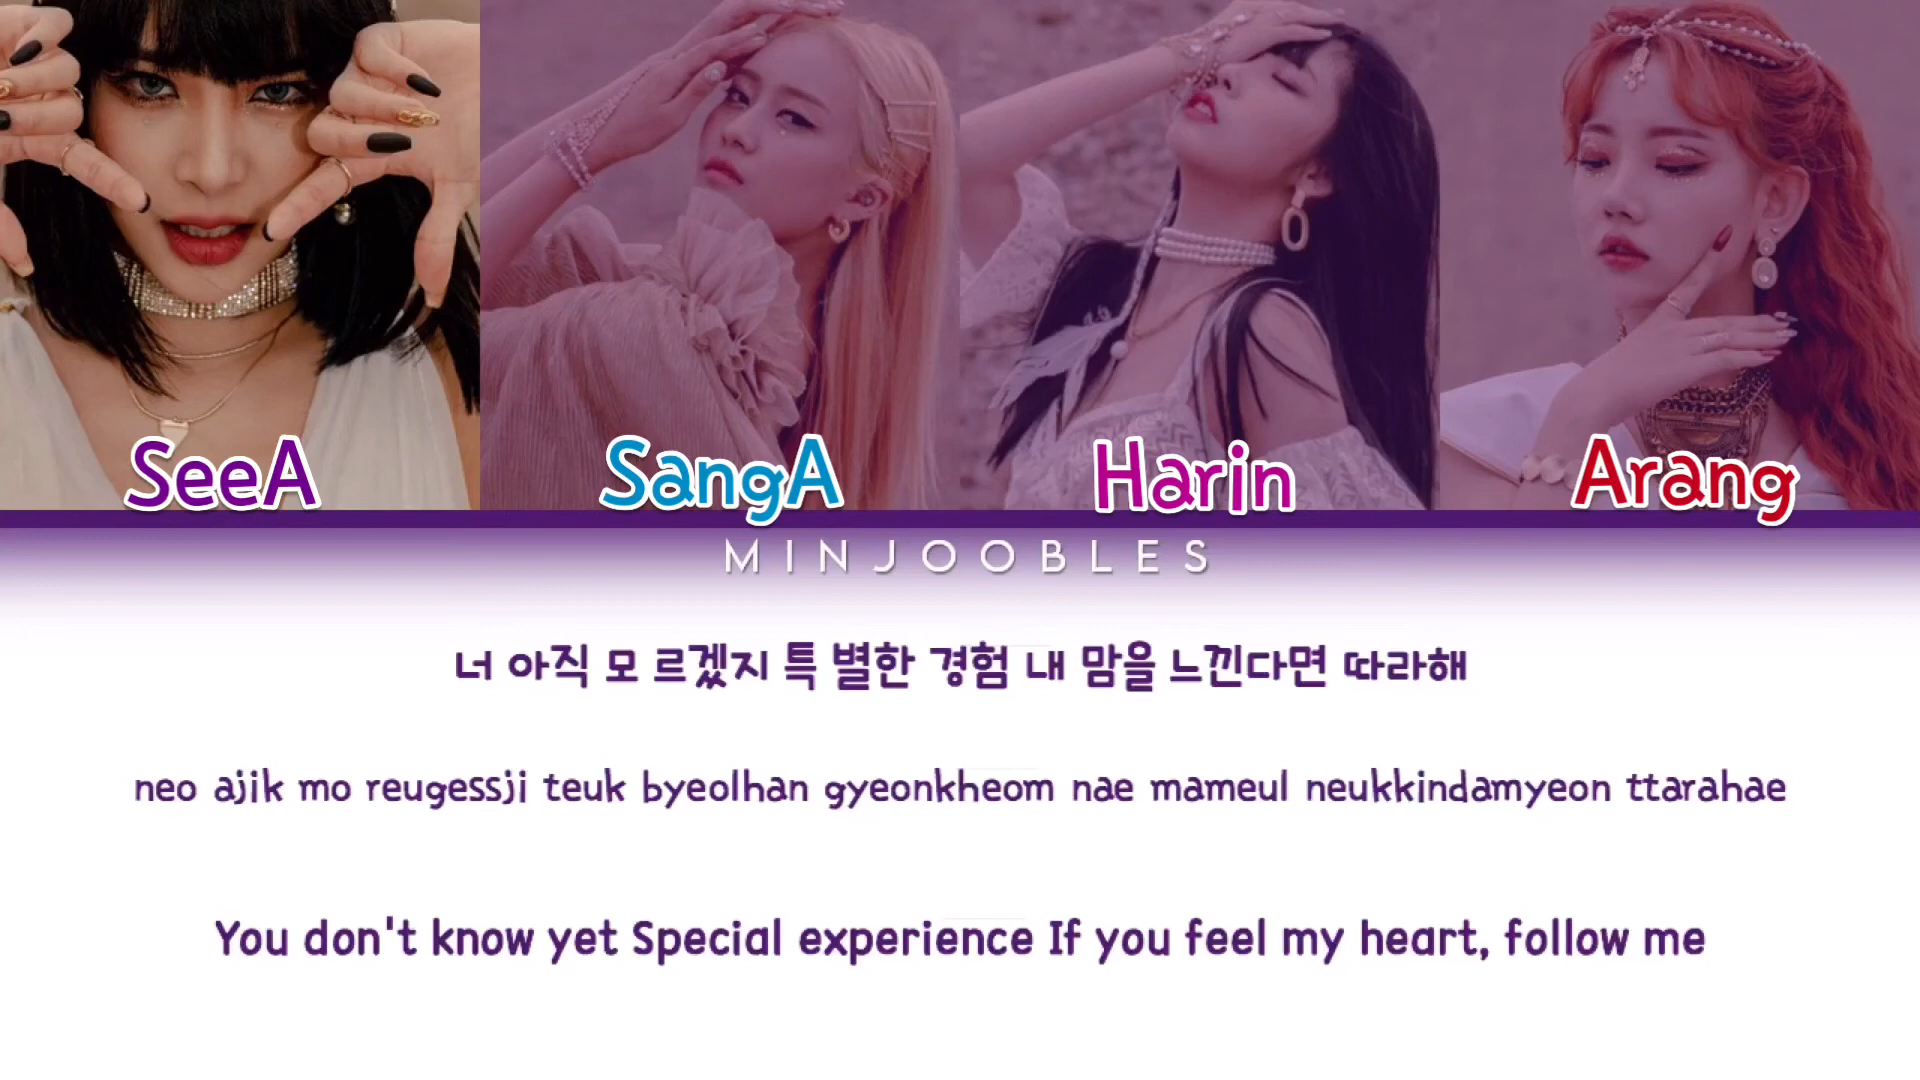 SeeA SangA Harin Arang
MINJOOBLES
너 아직 모 르겠지 특 별한 경험 내 맘을 느낀다면 따라해
neo ajik mo reugessji teuk byeolhan gyeonkheom nae mameul neukkindamyeon ttarahae
You don't know yet Special experience If you feel my heart, follow me